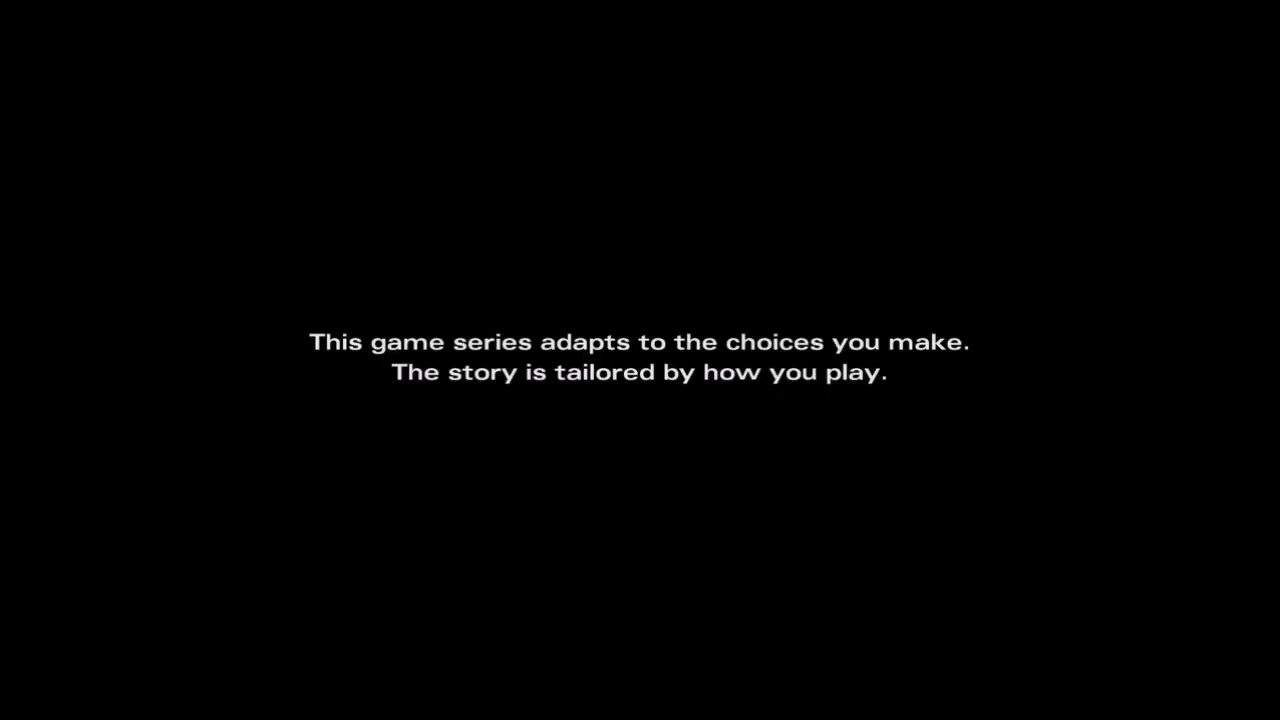 This game series adapts to the choices you make.
The story is tailored by how you play.